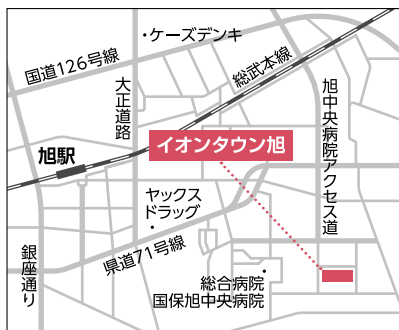 ケーズデンキ
国道126号線
総武本線
大正道路
旭中央病院アクセス道
イオンタウン旭
旭駅
ヤックス
ドラッグ
県道71号線
銀座通り
総合病院
国保旭中央病院